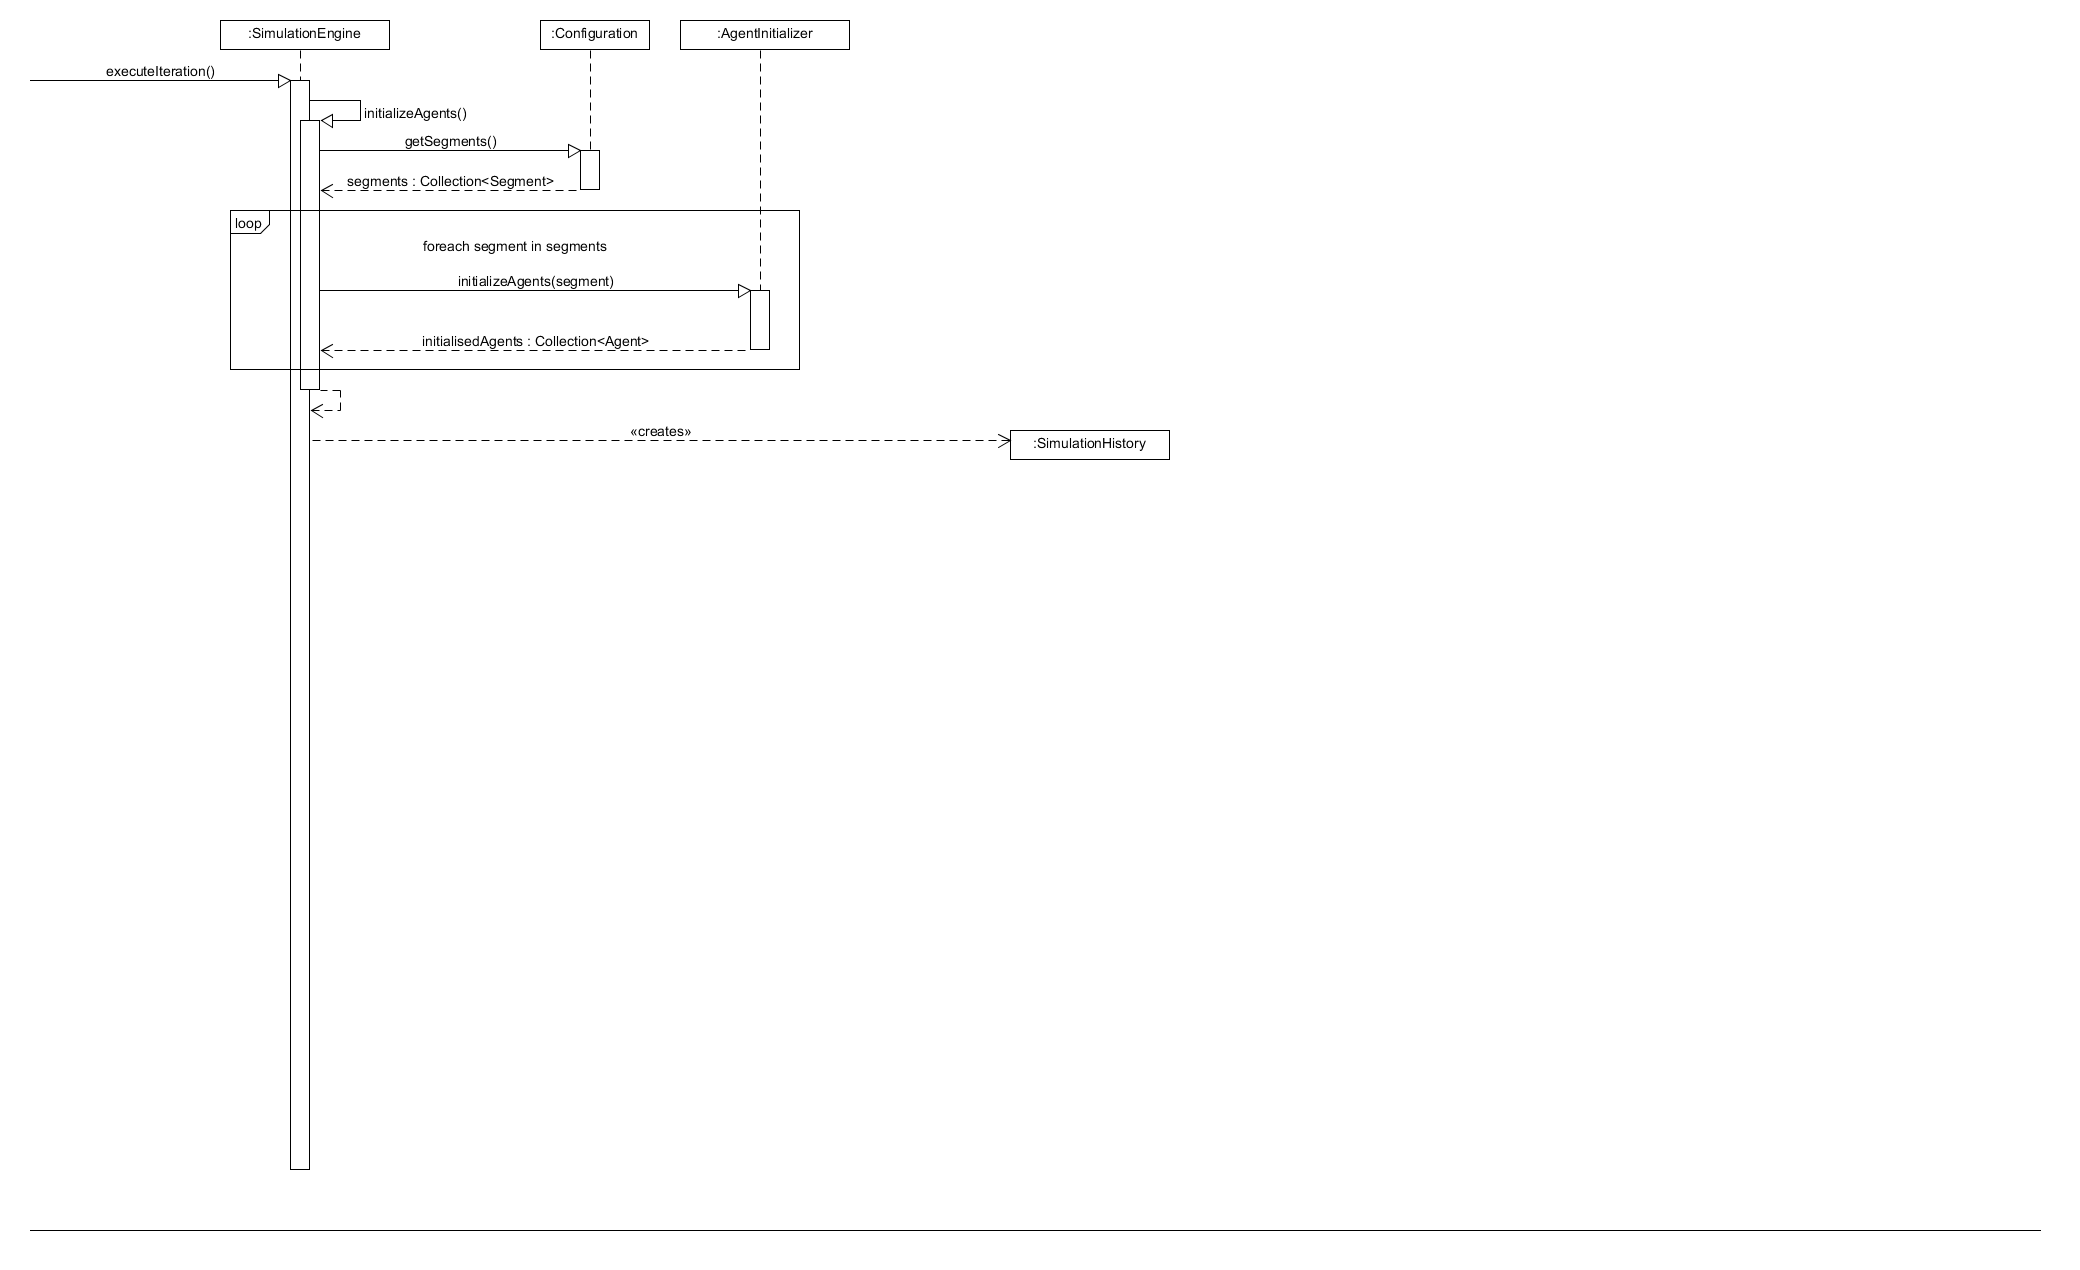 :SimulationEngine
:Configuration
:AgentInitializer
executeIteration()
initializeAgents()
getSegments()
segments : Collection<Segment>
loop
foreach segment in segments
initializeAgents(segment)
initialisedAgents : Collection<Agent>
«creates»
:SimulationHistory